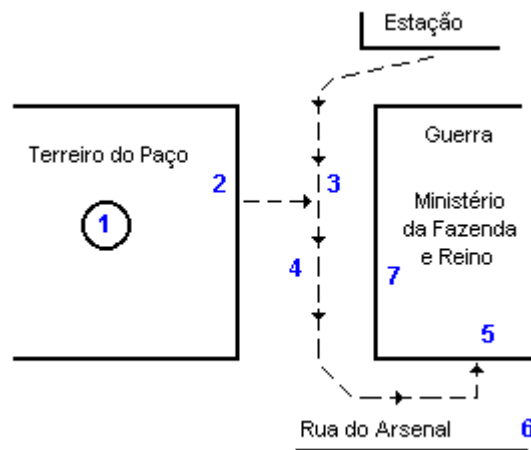 Estação
Terreiro do Paço
1
2
3
4
Guerra
Ministério
da Fazenda
e Reino
7
5
Rua do Arsenal
6